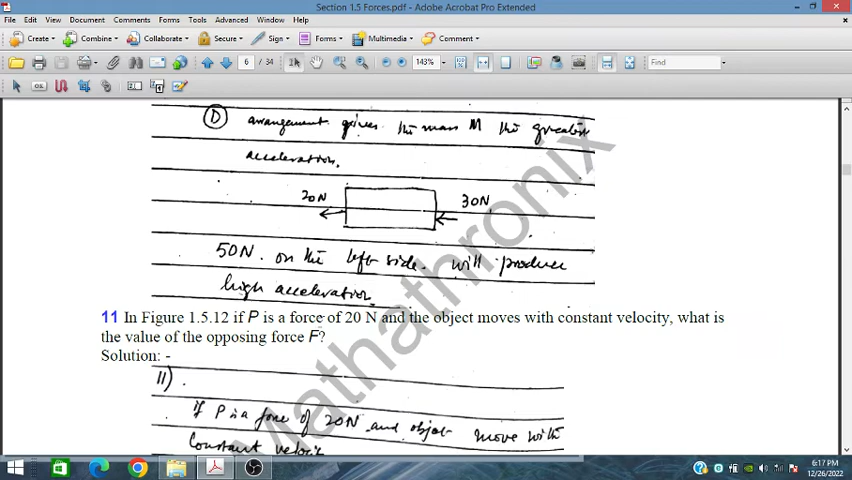 Section 1.5 Forces.pdf - Adobe Acrobat Pro Extended
File Edit View Document Comments Forms Tools Advanced Window Help
Create Combine Collaborate Secure Sign Forms Multimedia Comment
6 / 34 143% Find
D arrangement gives the mass M the greatest
acceleration.
20N 30N
50N. on the left side. will produce
high acceleration.
11 In Figure 1.5.12 if P is a force of 20 N and the object moves with constant velocity, what is
the value of the opposing force F?
Solution: -
11).
if P is a force of 20N and object move with
Constant
Mathathronix
6:17 PM
12/26/2022